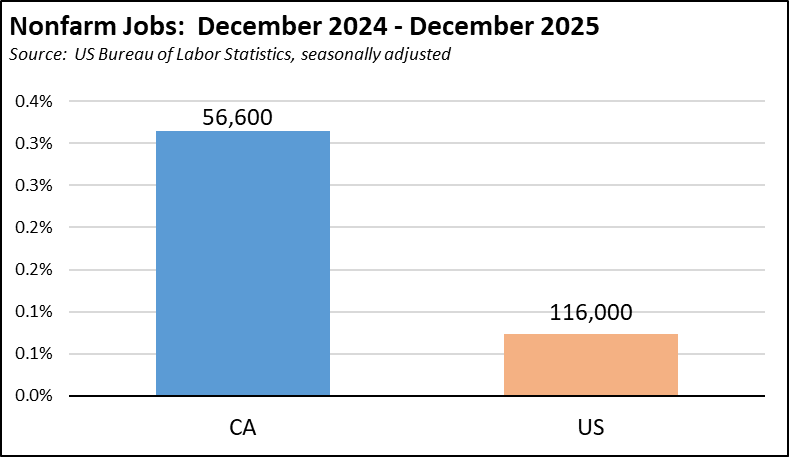 Nonfarm Jobs:  December 2024 - December 2025
Source:  US Bureau of Labor Statistics, seasonally adjusted
0.4%
0.3%
0.3%
0.2%
0.2%
0.1%
0.1%
0.0%
56,600
116,000
CA
US